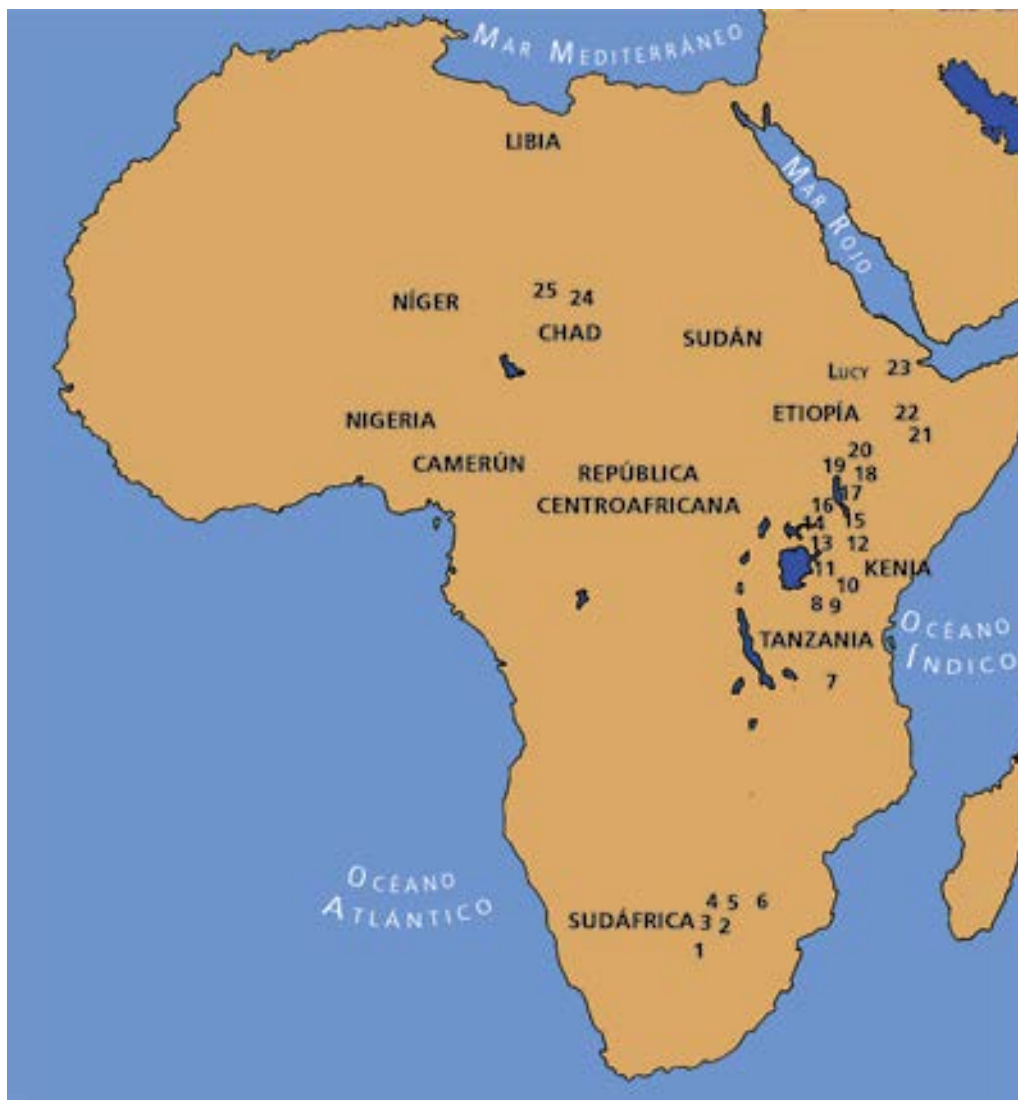 MAR MEDITERRÁNEO
LIBIA
MAR ROJO
25 24
NÍGER
CHAD
SUDÁN
LUCY 23
ETIOPÍA 22
21
NIGERIA
20
CAMERÚN
19 18
REPÚBLICA
CENTROAFRICANA
17
16
14 15
13 12
11 KENIA
10
8 9
TANZANIA
OCÉANO
ÍNDICO
7
OCÉANO
ATLÁNTICO
4 5 6
SUDÁFRICA 3 2
1